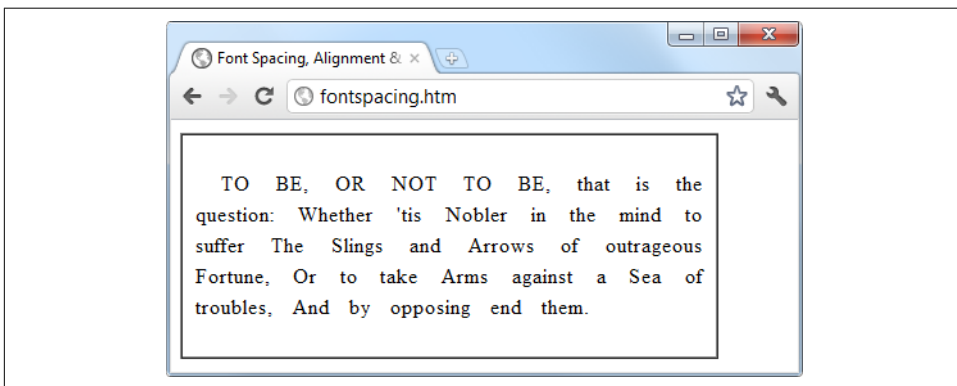 Font Spacing, Alignment &
fontspacing.htm
TO BE, OR NOT TO BE, that is the
question: Whether 'tis Nobler in the mind to
suffer The Slings and Arrows of outrageous
Fortune, Or to take Arms against a Sea of
troubles, And by opposing end them.